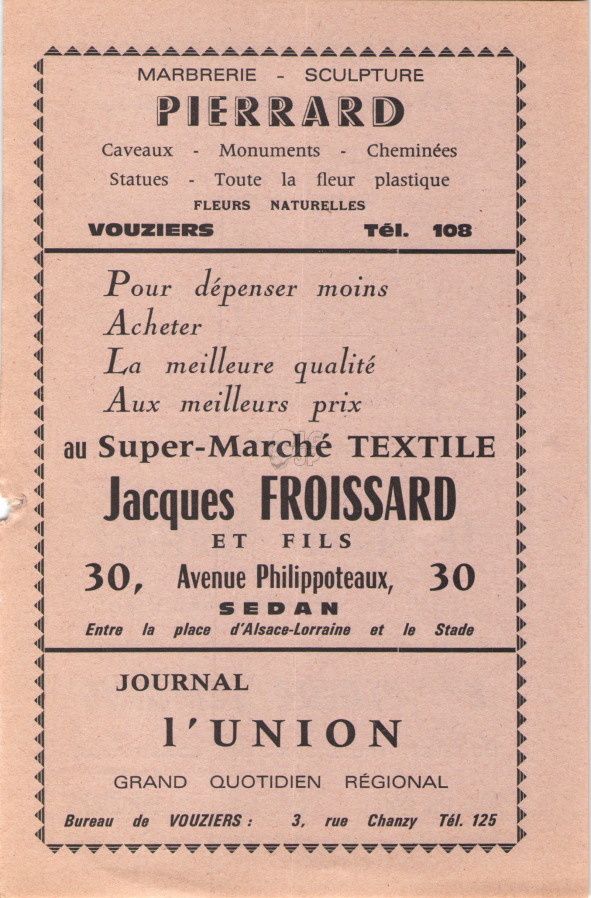 MARBRERIE - SCULPTURE
PIERRARD
Caveaux - Monuments - Cheminées
Statues - Toute la fleur plastique
FLEURS NATURELLES
VOUZIERS Tél. 108
Pour dépenser moins
Acheter
La meilleure qualité
Aux meilleurs prix
au Super-Marché TEXTILE
Jacques FROISSARD
ET FILS
30, Avenue Philippoteaux, 30
SEDAN
Entre la place d'Alsace-Lorraine et le Stade
JOURNAL
l'UNION
GRAND QUOTIDIEN RÉGIONAL
Bureau de VOUZIERS : 3, rue Chanzy Tél. 125